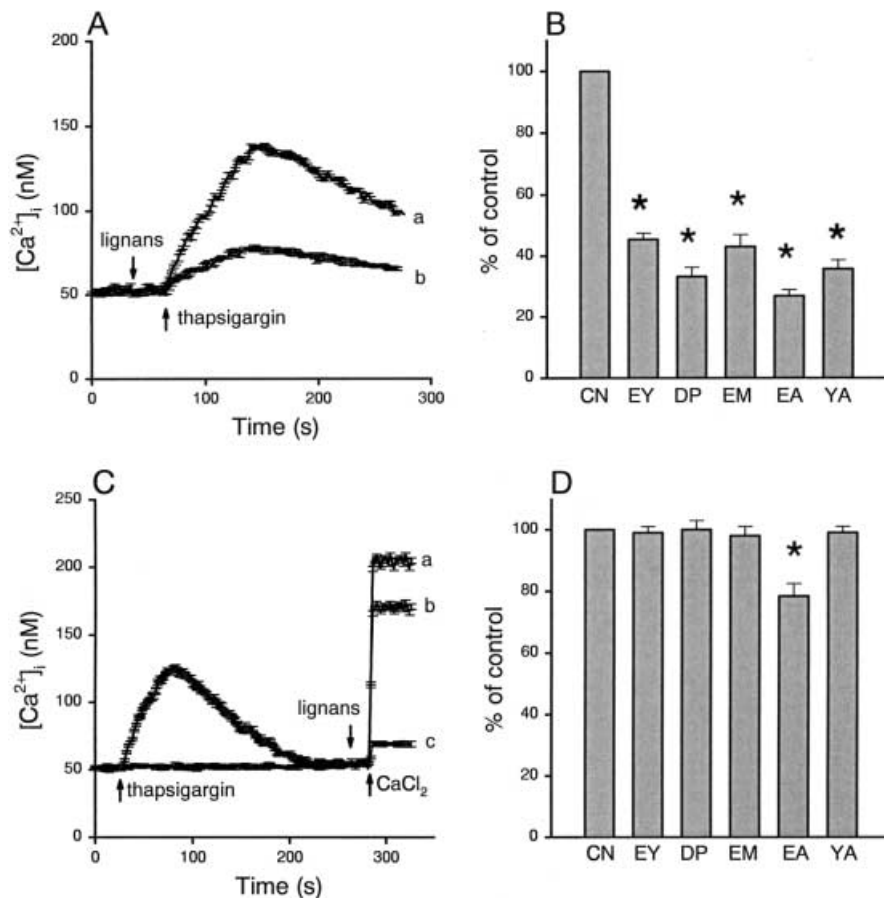 A
200
150
100
50
0
[Ca2+]i (nM)
lignans
thapsigargin
a
b
0
100
200
300
Time (s)
B
100
80
60
40
20
0
% of control
*
*
*
*
*
CN
EY
DP
EM
EA
YA
C
250
200
150
100
50
0
[Ca2+]i (nM)
thapsigargin
lignans
CaCl2
a
b
c
0
100
200
300
Time (s)
D
100
80
60
40
20
0
% of control
*
CN
EY
DP
EM
EA
YA